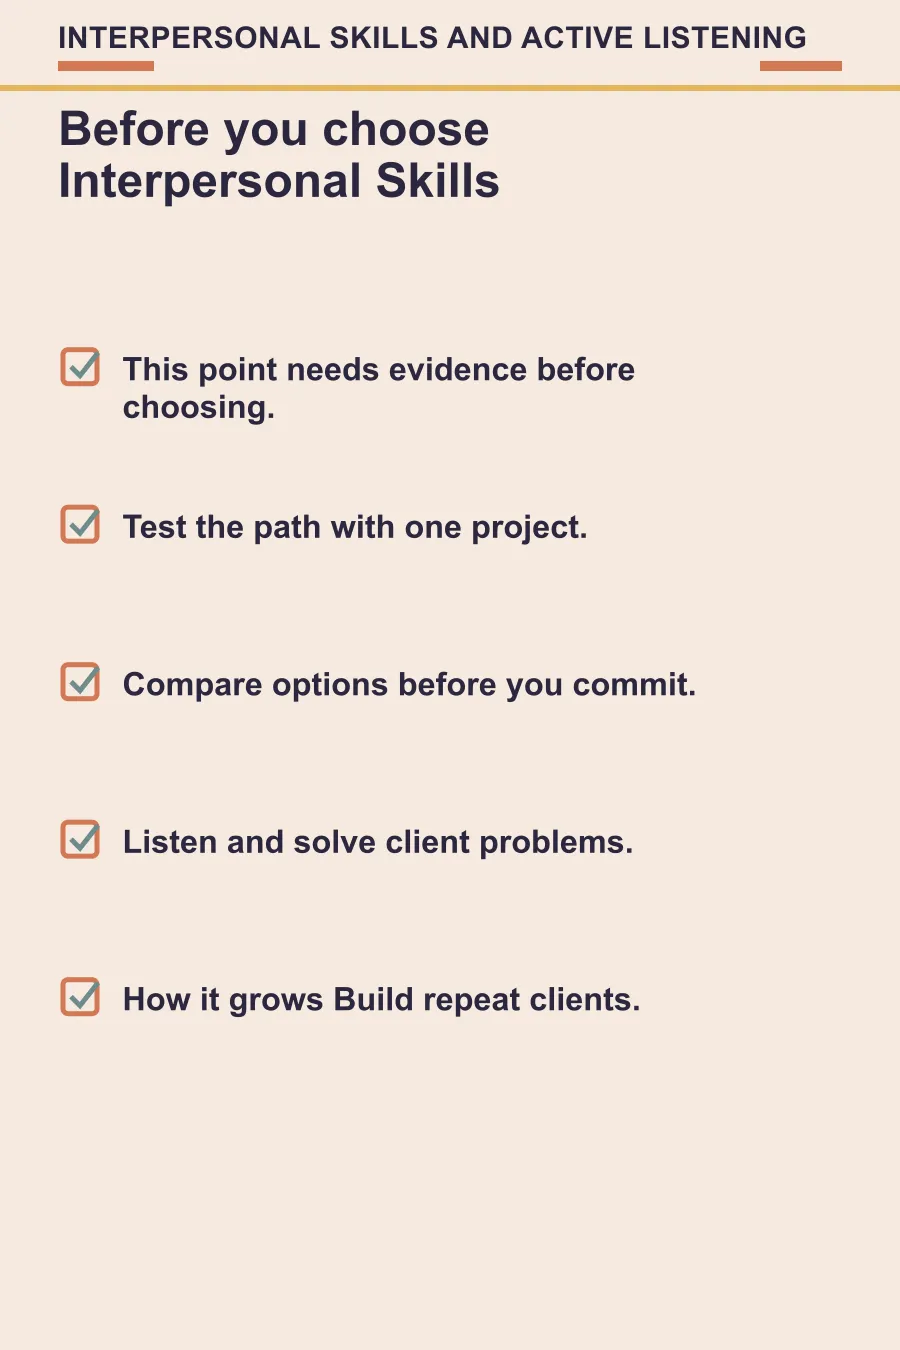 INTERPERSONAL SKILLS AND ACTIVE LISTENING
Before you choose
Interpersonal Skills
This point needs evidence before
choosing.
Test the path with one project.
Compare options before you commit.
Listen and solve client problems.
How it grows Build repeat clients.